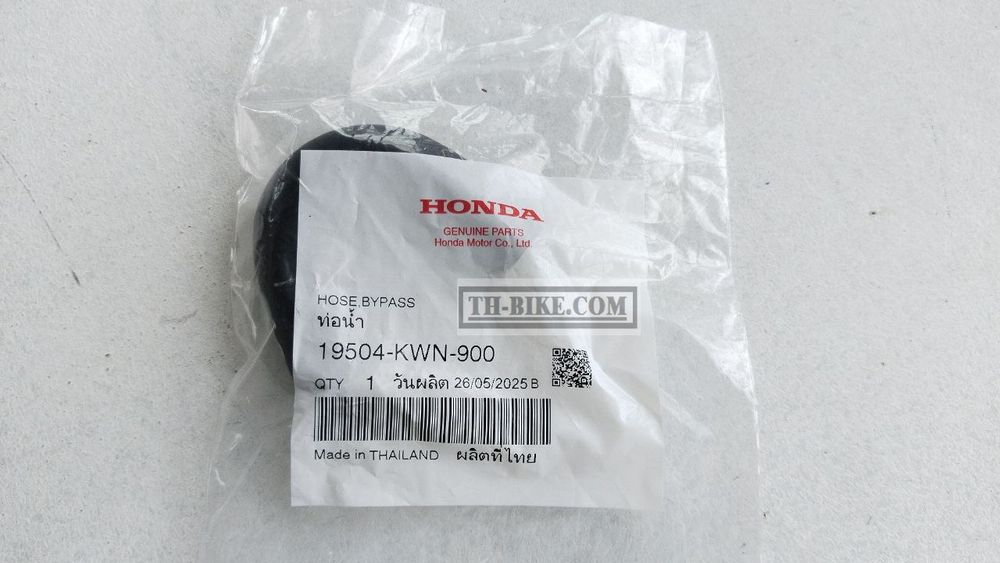 HONDA
GENUINE PARTS
Honda Motor Co., Ltd.
TH-BIKE.COM
HOSE,BYPASS
ท่อน้ำ
19504-KWN-900
QTY 1 วันผลิต 26/05/2025 B
Made in THAILAND ผลิตที่ไทย